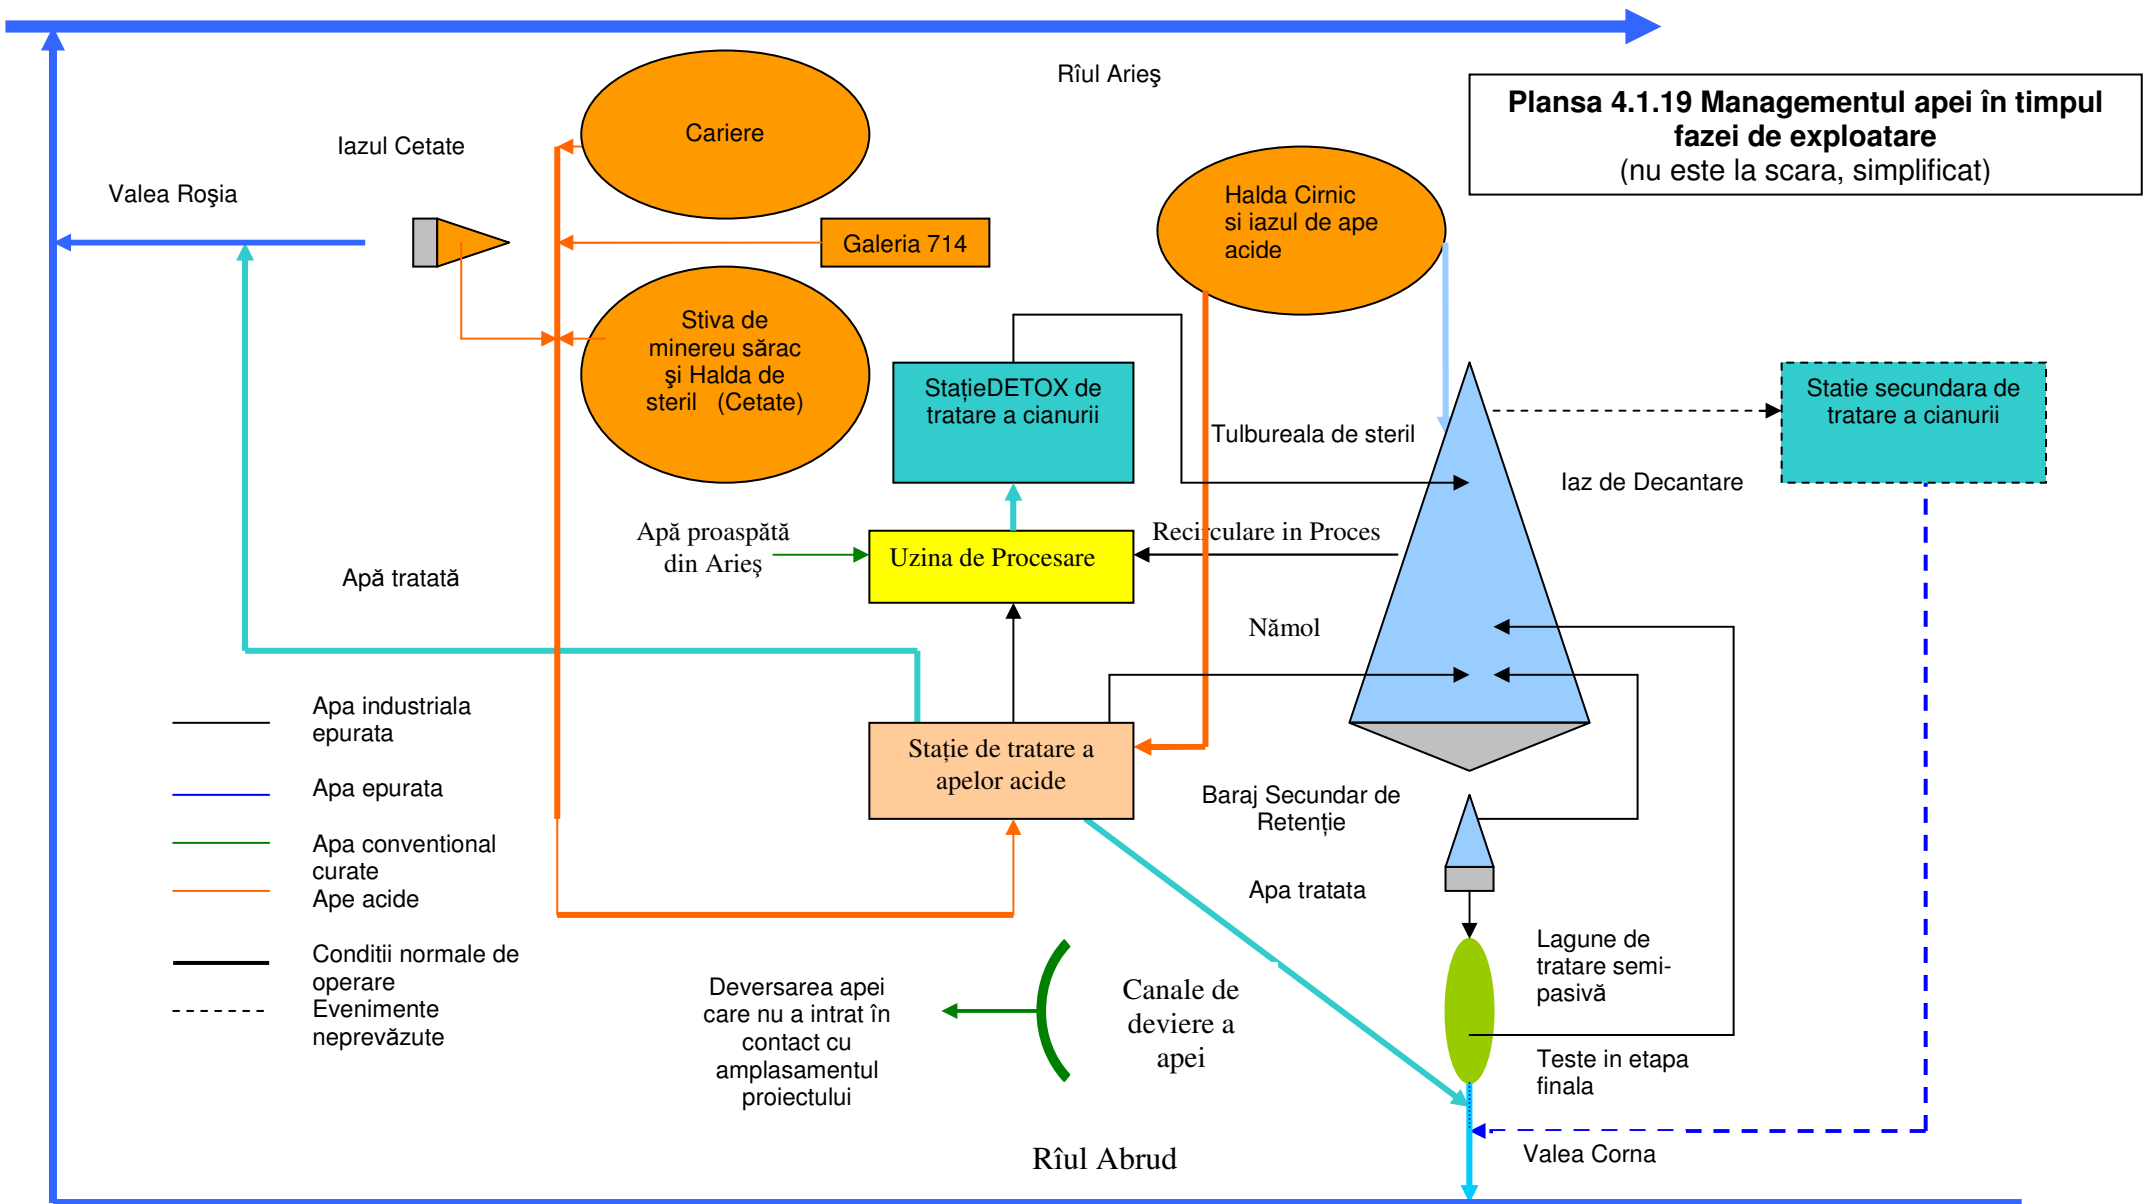 Rîul Arieş
Plansa 4.1.19 Managementul apei în timpul
fazei de exploatare
(nu este la scara, simplificat)
Cariere
Iazul Cetate
Valea Roşia
Halda Cirnic
si iazul de ape
acide
Galeria 714
Stiva de
minereu sărac
şi Halda de
steril (Cetate)
StațieDETOX de
tratare a cianurii
Statie secundara de
tratare a cianurii
Tulbureala de steril
Iaz de Decantare
Apă proaspătă
din Arieş
Recirculare in Proces
Uzina de Procesare
Apă tratată
Nămol
Stație de tratare a
apelor acide
Apa industriala
epurata
Apa epurata
Apa conventional
curate
Ape acide
Conditii normale de
operare
Evenimente
neprevăzute
Baraj Secundar de
Retenție
Apa tratata
Lagune de
tratare semi-
pasivă
Deversarea apei
care nu a intrat în
contact cu
amplasamentul
proiectului
Canale de
deviere a
apei
Teste in etapa
finala
Valea Corna
Rîul Abrud